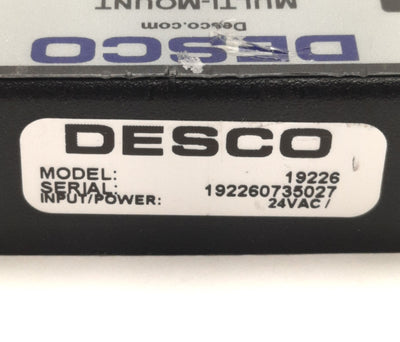 MULTI-MOUNT
Desco.com
DESCO
DESCO
MODEL: 19226
SERIAL: 192260735027
INPUT/POWER: 24VAC /